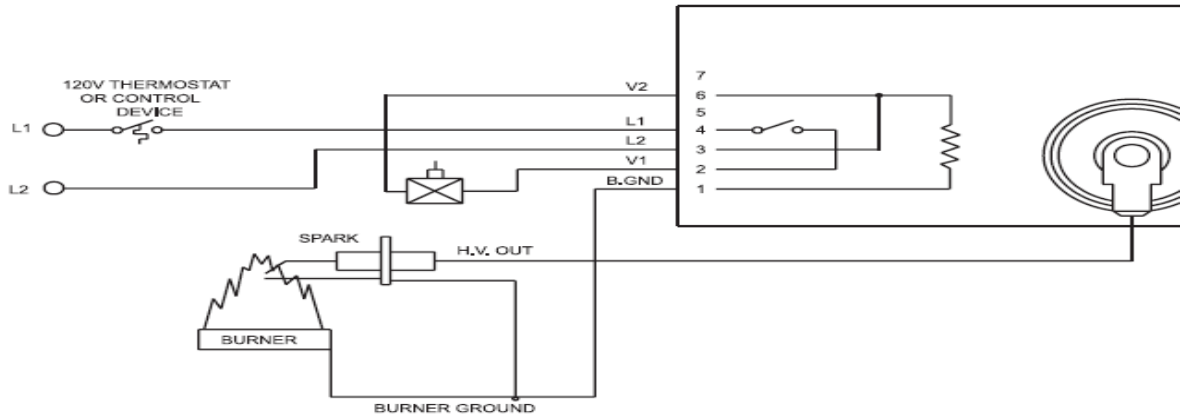 120V THERMOSTAT
OR CONTROL
DEVICE
L1
L2
V2
L1
L2
V1
B.GND
7
6
5
4
3
2
1
SPARK
H.V. OUT
BURNER
BURNER GROUND